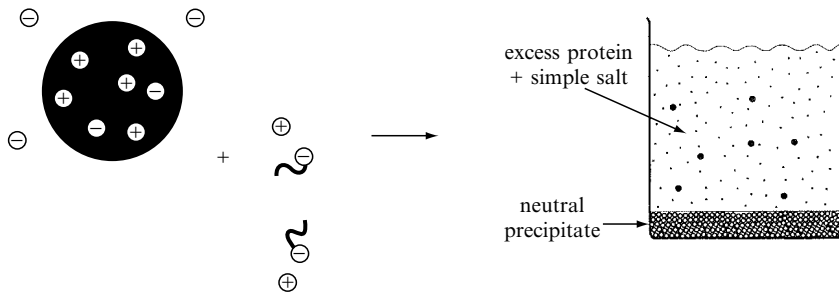 excess protein
+ simple salt
+
neutral
precipitate